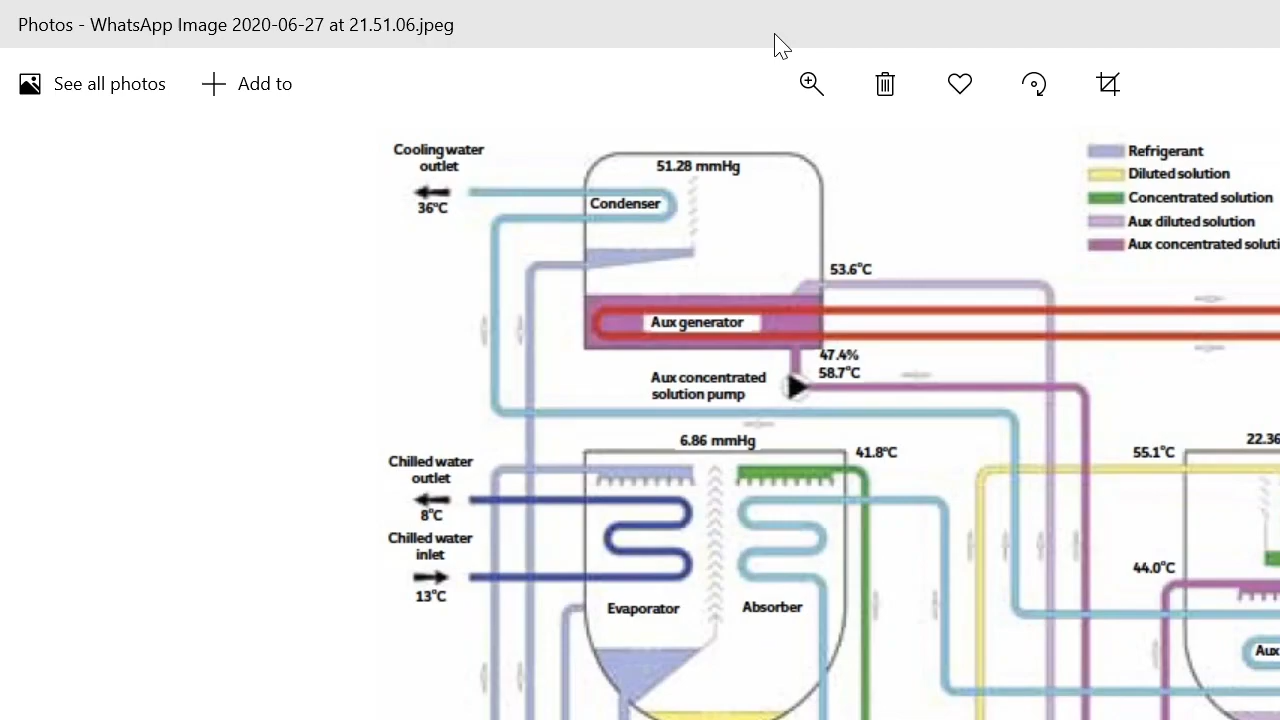 Photos - WhatsApp Image 2020-06-27 at 21.51.06.jpeg
See all photos
Add to
Cooling water
outlet
36°C
51.28 mmHg
Condenser
Refrigerant
Diluted solution
Concentrated solution
Aux diluted solution
Aux concentrated soluti
53.6°C
Aux generator
47.4%
58.7°C
Aux concentrated
solution pump
6.86 mmHg
41.8°C
55.1°C
22.36
Chilled water
outlet
8°C
Chilled water
inlet
13°C
44.0°C
Evaporator
Absorber
Aux